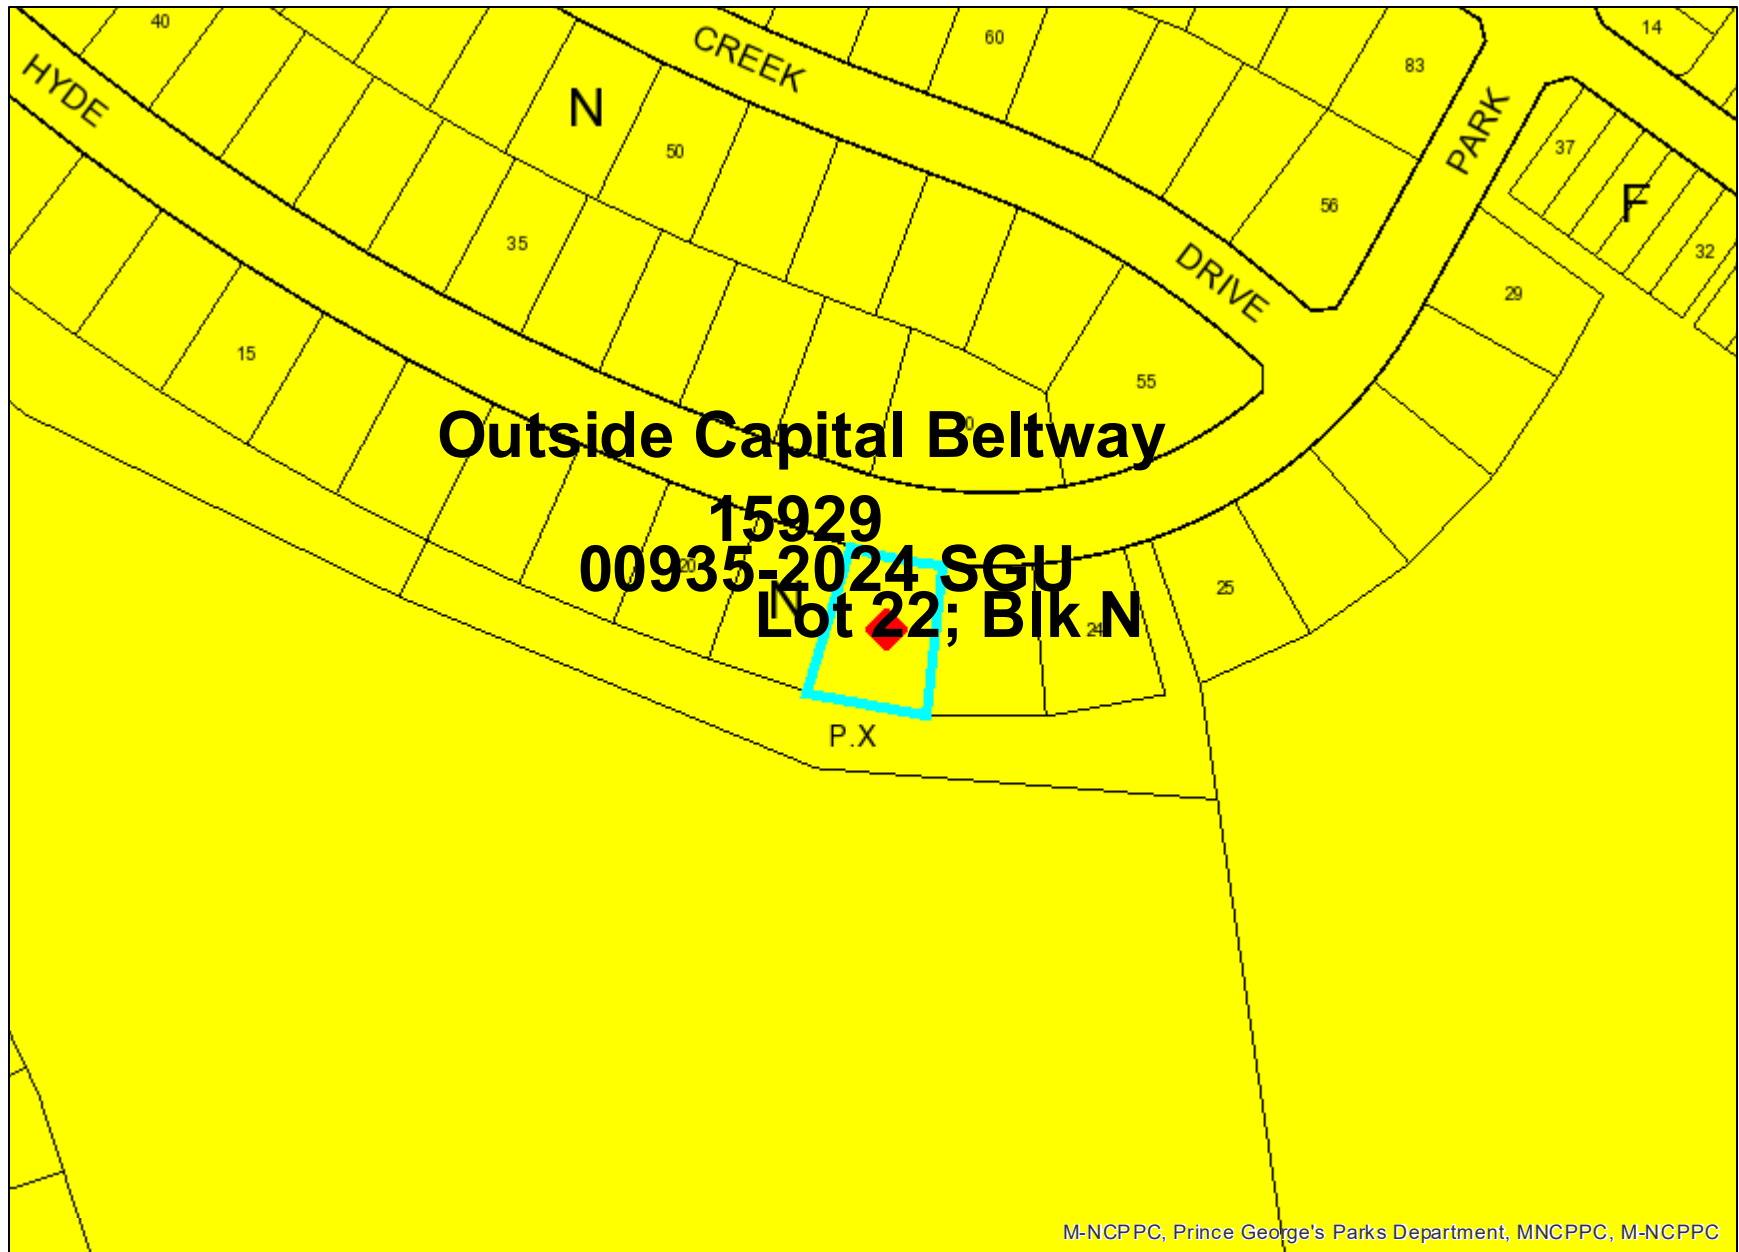 40
60
14
CREEK
83
HYDE
N
PARK
50
37
56
F
35
32
DRIVE
29
15
55
Outside Capital Beltway
15929
00935-2024 SGU
20
25
N
Lot 22; Blk N
24
P.X
M-NCPPC, Prince George's Parks Department, MNCPPC, M-NCPPC